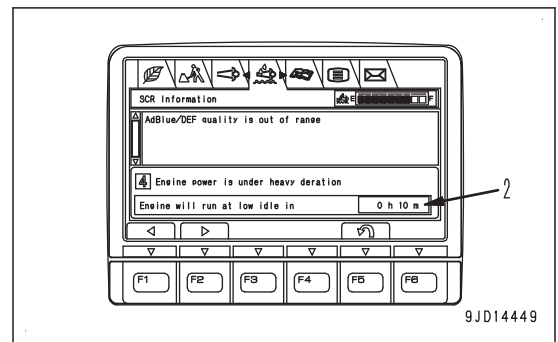 SCR Information
E F
AdBlue/DEF quality is out of range
4 Engine power is under heavy deration
Engine will run at low idle in 0 h 10 m
2
F1 F2 F3 F4 F5 F6
9JD14449